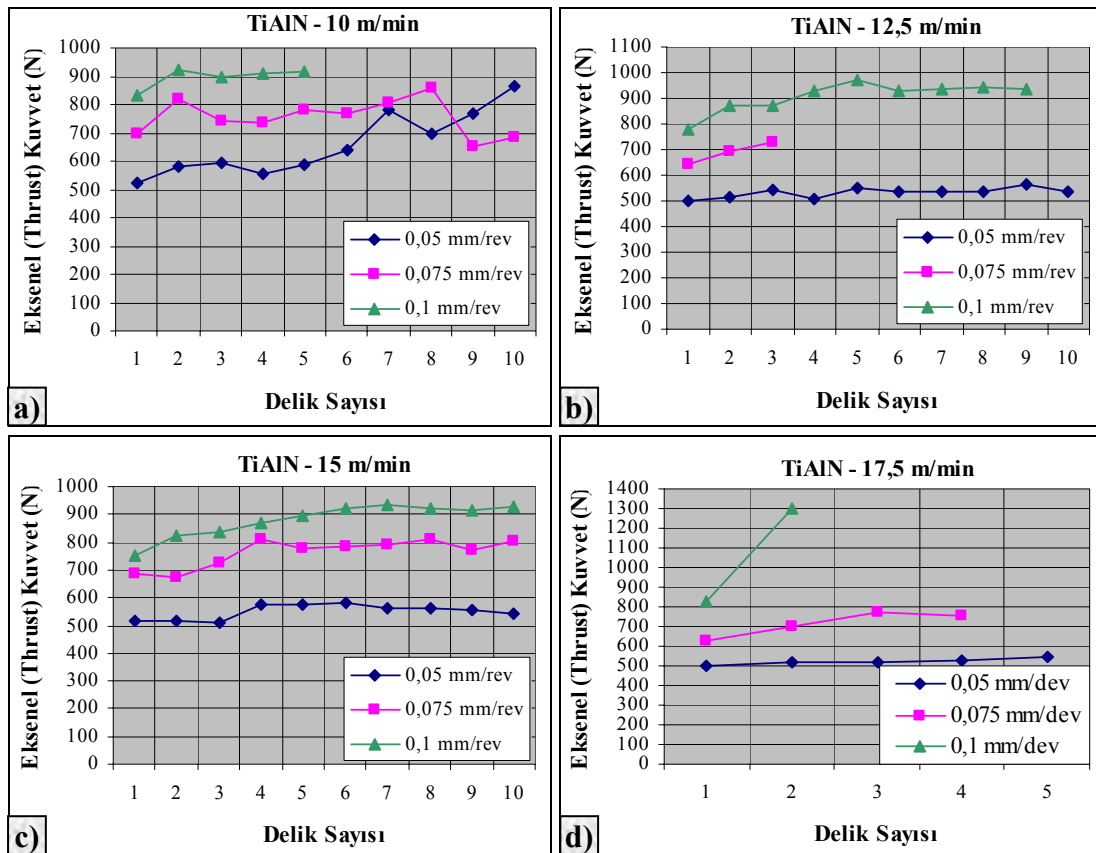 TiAlN - 10 m/min
Eksenel (Thrust) Kuvvet (N)
1000
900
800
700
600
500
400
300
200
100
0
0,05 mm/rev
0,075 mm/rev
0,1 mm/rev
1 2 3 4 5 6 7 8 9 10
Delik Sayısı
a)
TiAlN - 12,5 m/min
Eksenel (Thrust) Kuvvet (N)
1100
1000
900
800
700
600
500
400
300
200
100
0
0,05 mm/rev
0,075 mm/rev
0,1 mm/rev
1 2 3 4 5 6 7 8 9 10
Delik Sayısı
b)
TiAlN - 15 m/min
Eksenel (Thrust) Kuvvet (N)
1000
900
800
700
600
500
400
300
200
100
0
0,05 mm/rev
0,075 mm/rev
0,1 mm/rev
1 2 3 4 5 6 7 8 9 10
Delik Sayısı
c)
TiAlN - 17,5 m/min
Eksenel (Thrust) Kuvvet (N)
1400
1300
1200
1100
1000
900
800
700
600
500
400
300
200
100
0
0,05 mm/dev
0,075 mm/dev
0,1 mm/dev
1 2 3 4 5
Delik Sayısı
d)